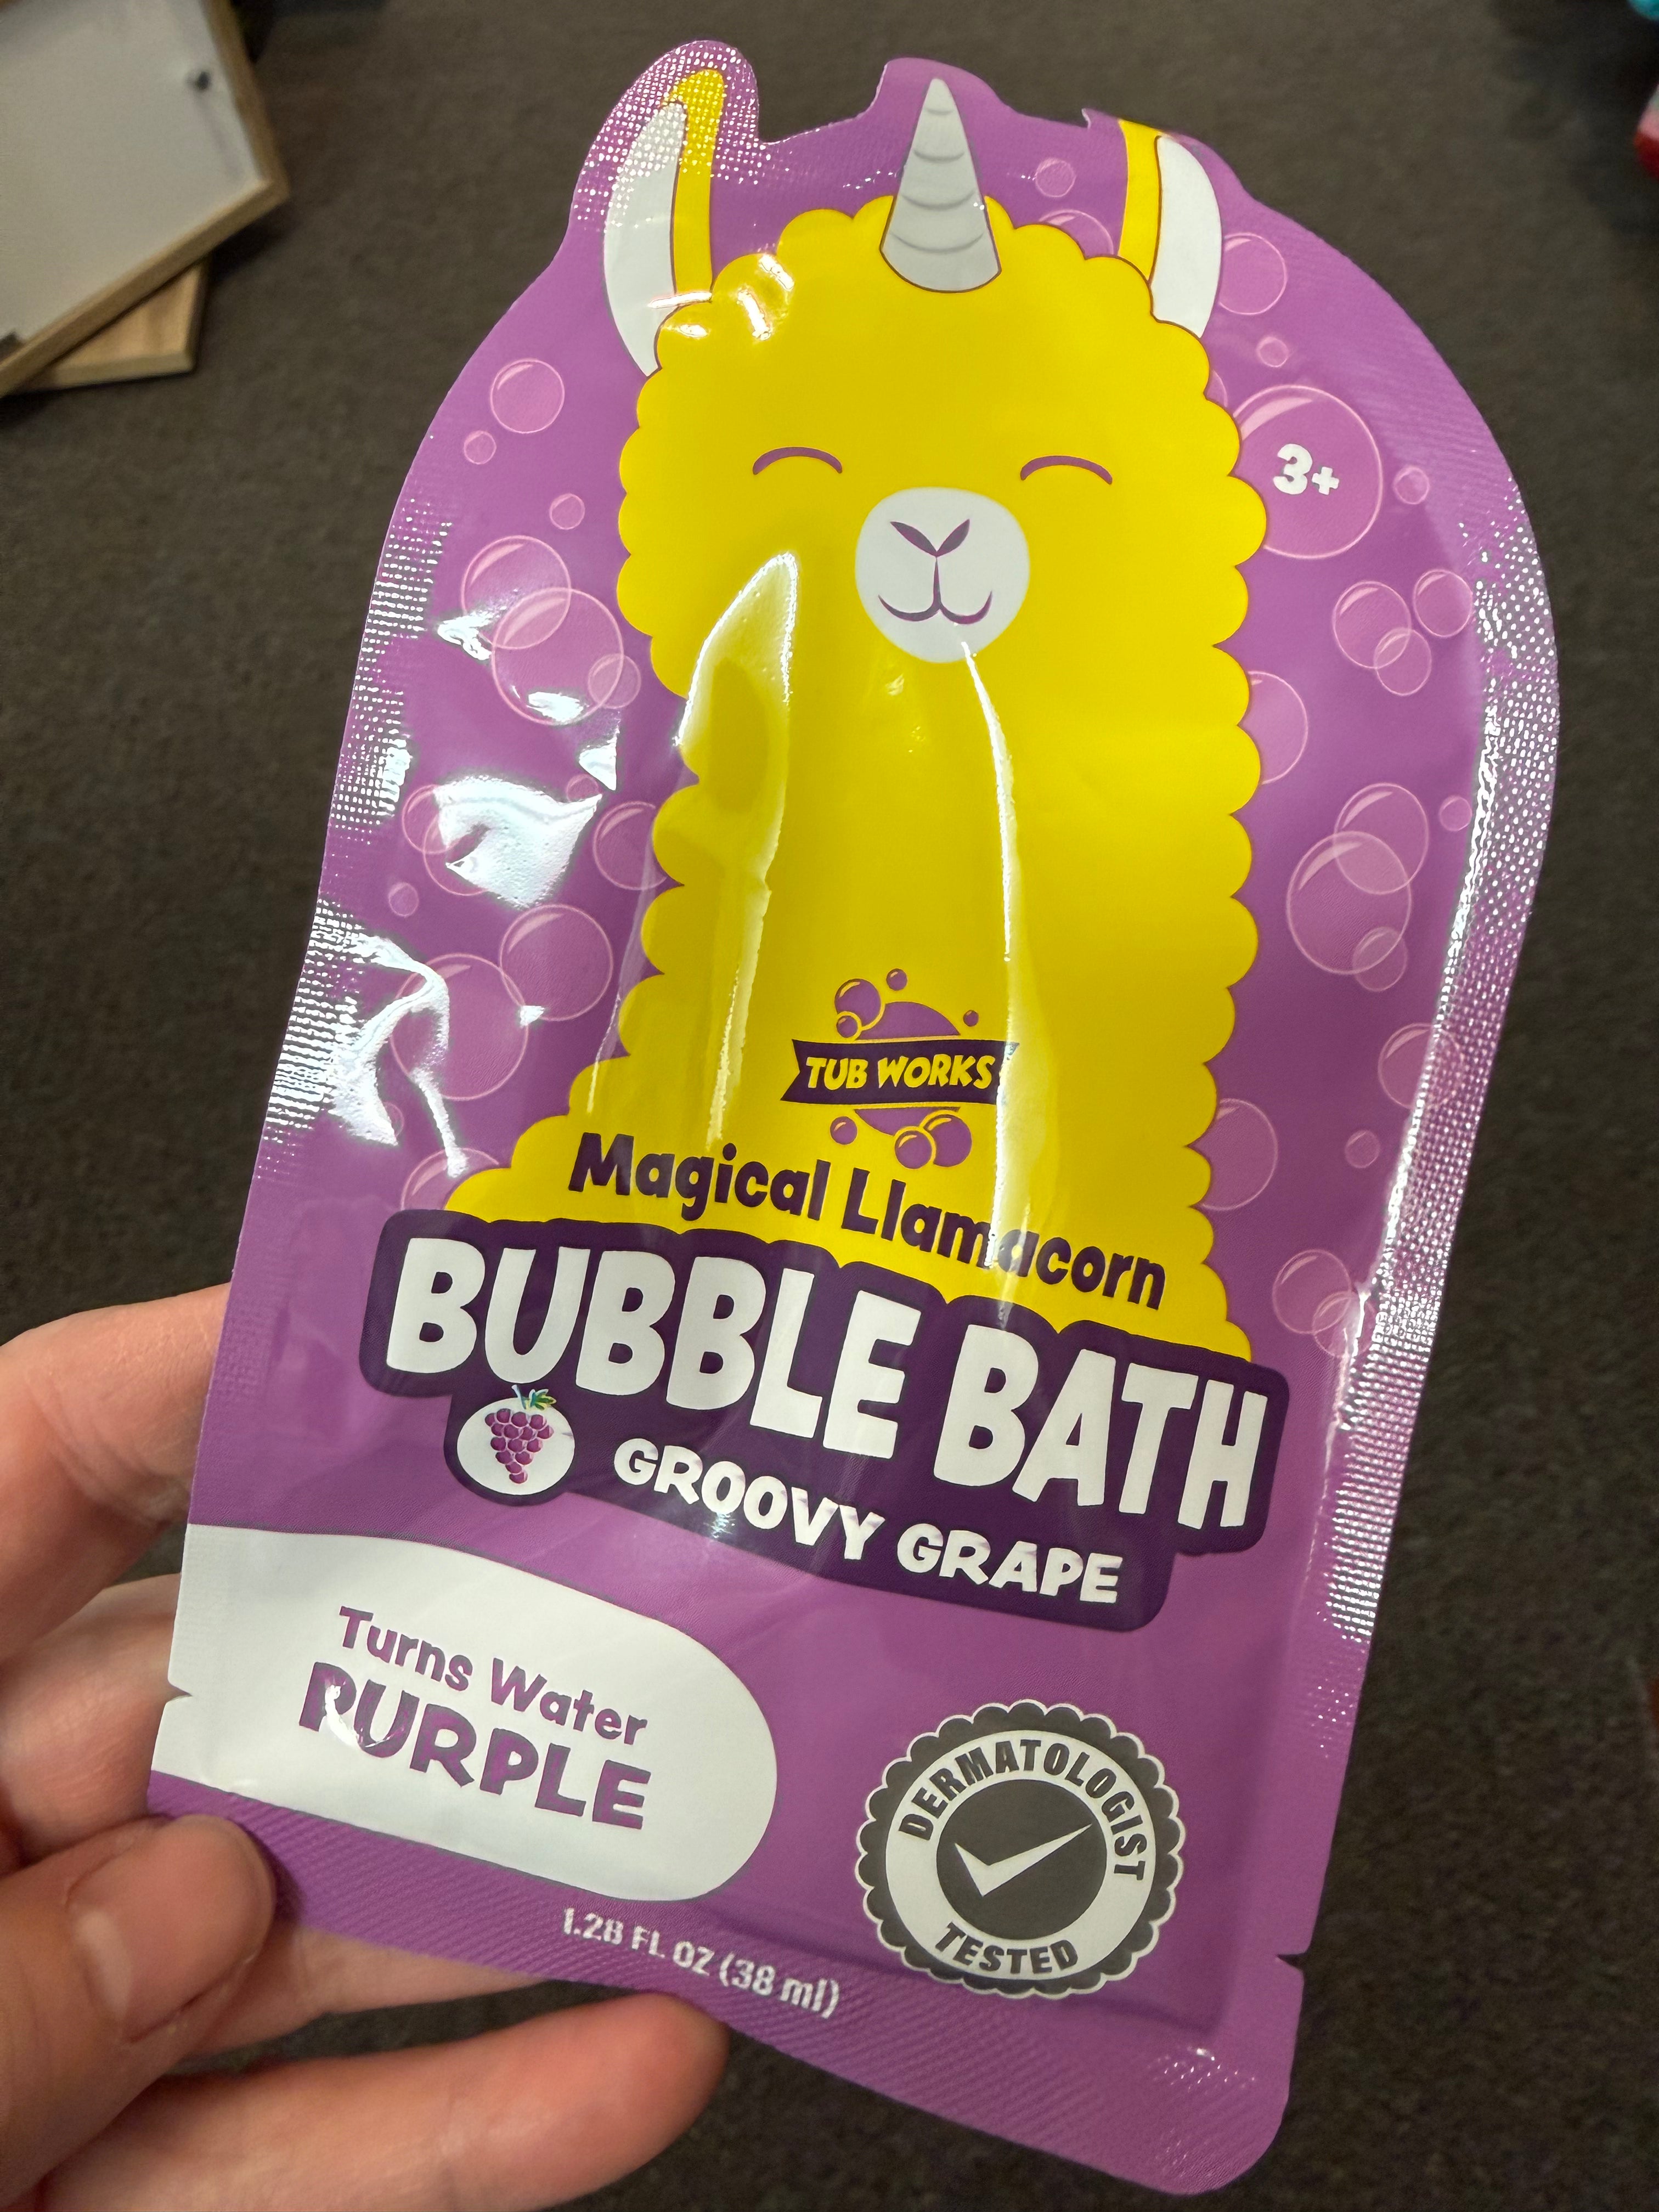 3+
TUB WORKS
Magical Llamacorn
BUBBLE BATH
GROOVY GRAPE
Turns Water
PURPLE
DERMATOLOGIST
TESTED
1.28 FL OZ (38 ml)